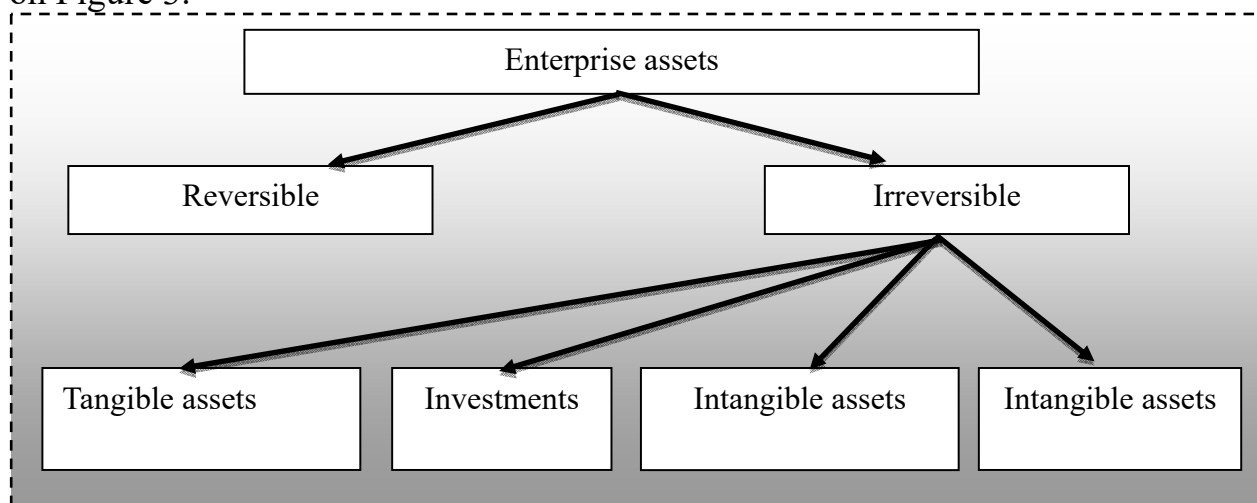 on Figure 3.
Enterprise assets
Reversible
Irreversible
Tangible assets
Investments
Intangible assets
Intangible assets